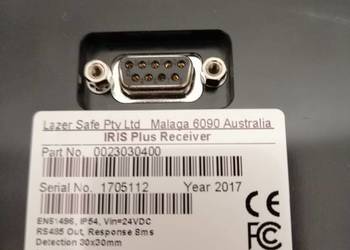 Lazer Safe Pty Ltd Malaga 6090 Australia
IRIS Plus Receiver
Part No. 0023030400
Serial No. 1705112 Year 2017
EN61496, IP54, Vin=24VDC
RS485 Out, Response 8ms
Detection 30x30mm
CE
FC